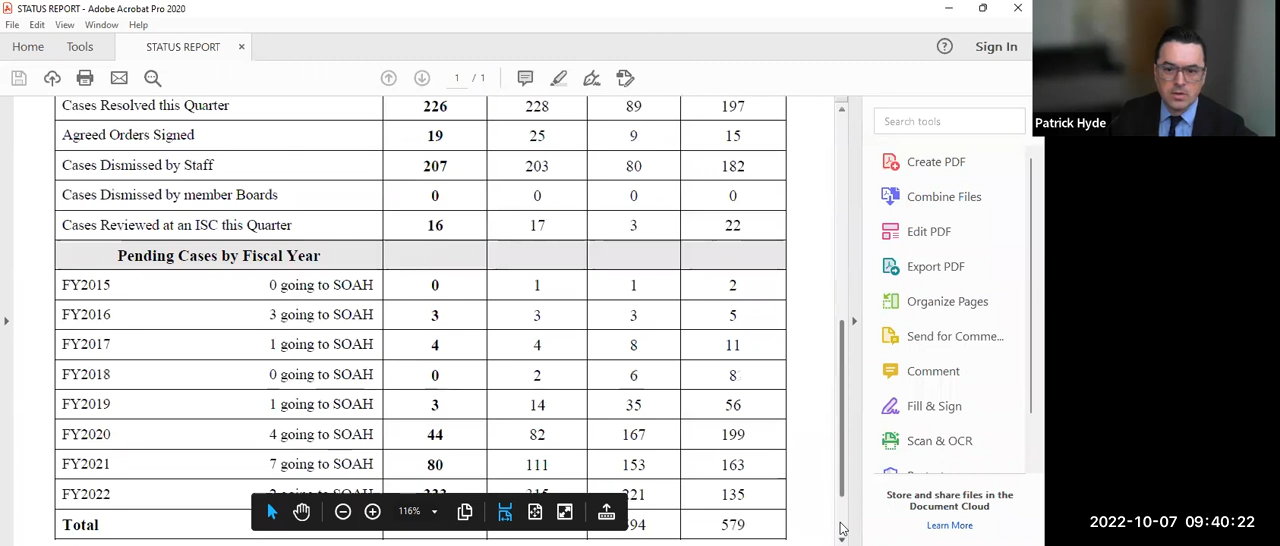 STATUS REPORT - Adobe Acrobat Pro 2020
File Edit View Window Help
Home Tools STATUS REPORT × Sign In
1 / 1
Cases Resolved this Quarter 226 228 89 197
Agreed Orders Signed 19 25 9 15
Cases Dismissed by Staff 207 203 80 182
Cases Dismissed by member Boards 0 0 0 0
Cases Reviewed at an ISC this Quarter 16 17 3 22
Pending Cases by Fiscal Year
FY2015 0 going to SOAH 0 1 1 2
FY2016 3 going to SOAH 3 3 3 5
FY2017 1 going to SOAH 4 4 8 11
FY2018 0 going to SOAH 0 2 6 8
FY2019 1 going to SOAH 3 14 35 56
FY2020 4 going to SOAH 44 82 167 199
FY2021 7 going to SOAH 80 111 153 163
FY2022 135
Total 579
116%
Search tools
Create PDF
Combine Files
Edit PDF
Export PDF
Organize Pages
Send for Comme...
Comment
Fill & Sign
Scan & OCR
Store and share files in the
Document Cloud
Learn More
Patrick Hyde
2022-10-07 09:40:22